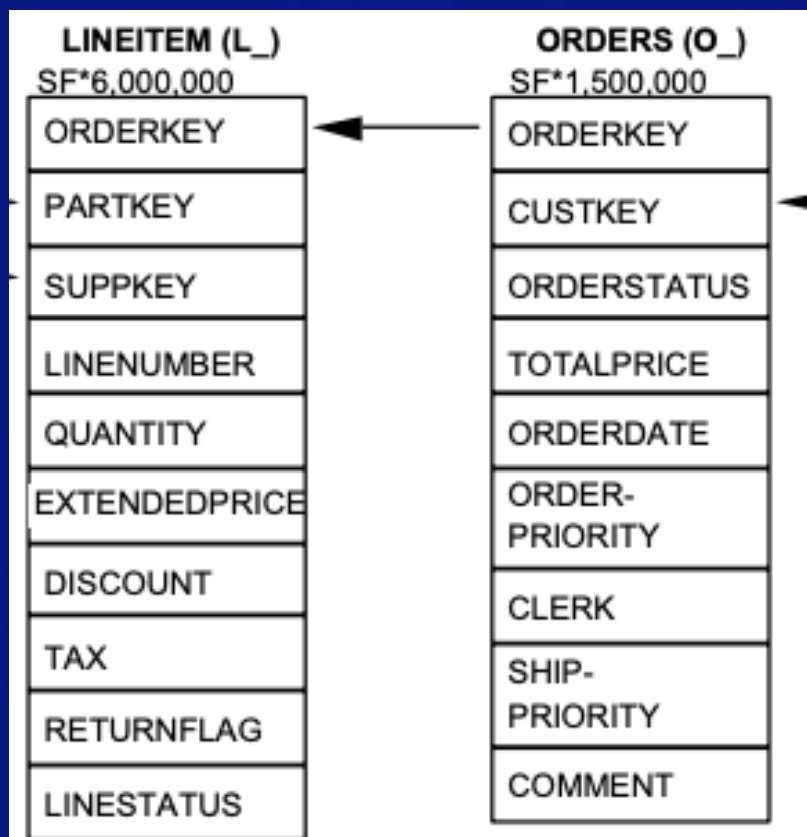 LINEITEM (L_)
SF*6,000,000
ORDERKEY
PARTKEY
SUPPKEY
LINENUMBER
QUANTITY
EXTENDEDPRICE
DISCOUNT
TAX
RETURNFLAG
LINESTATUS
ORDERS (O_)
SF*1,500,000
ORDERKEY
CUSTKEY
ORDERSTATUS
TOTALPRICE
ORDERDATE
ORDER-
PRIORITY
CLERK
SHIP-
PRIORITY
COMMENT